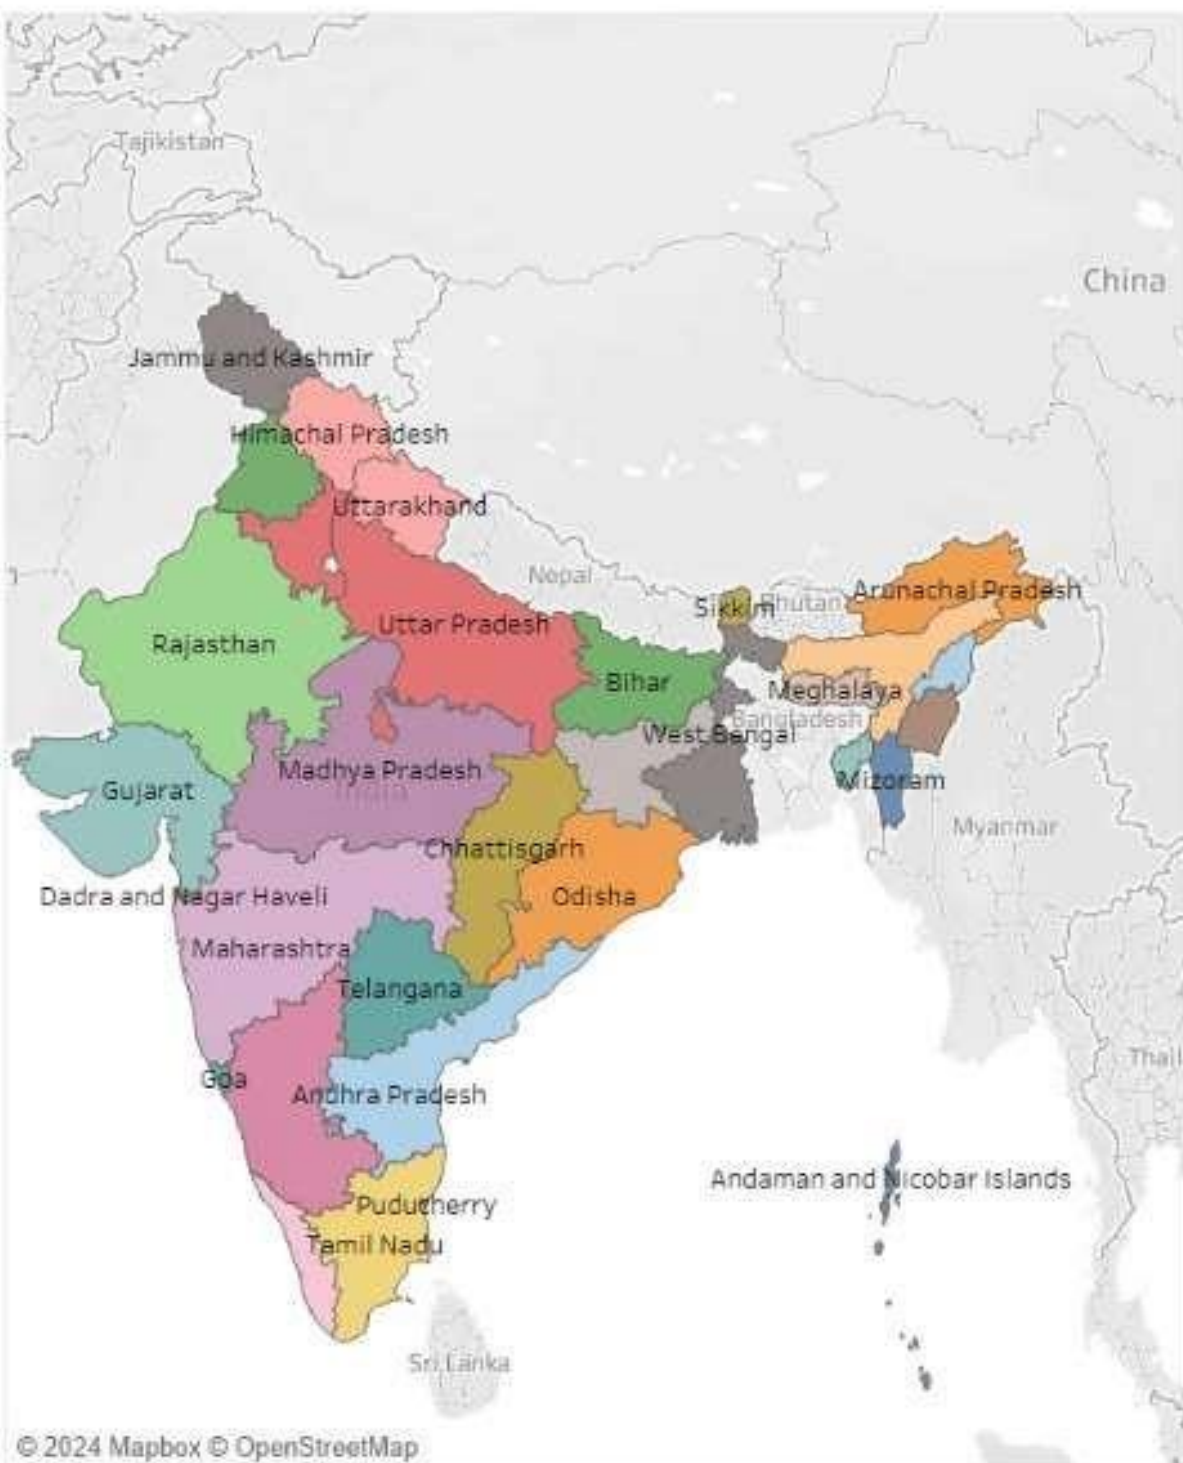 Tajikistan
China
Jammu and Kashmir
Himachal Pradesh
Uttarakhand
Nepal
Sikkim
Bhutan
Arunachal Pradesh
Uttar Pradesh
Rajasthan
Bihar
Meghalaya
Bangladesh
West Bengal
Madhya Pradesh
India
Gujarat
Mizoram
Myanmar
Chhattisgarh
Dadra and Nagar Haveli
Odisha
Maharashtra
Telangana
Thail
Goa
Andhra Pradesh
Andaman and Nicobar Islands
Puducherry
Tamil Nadu
Sri Lanka
© 2024 Mapbox © OpenStreetMap